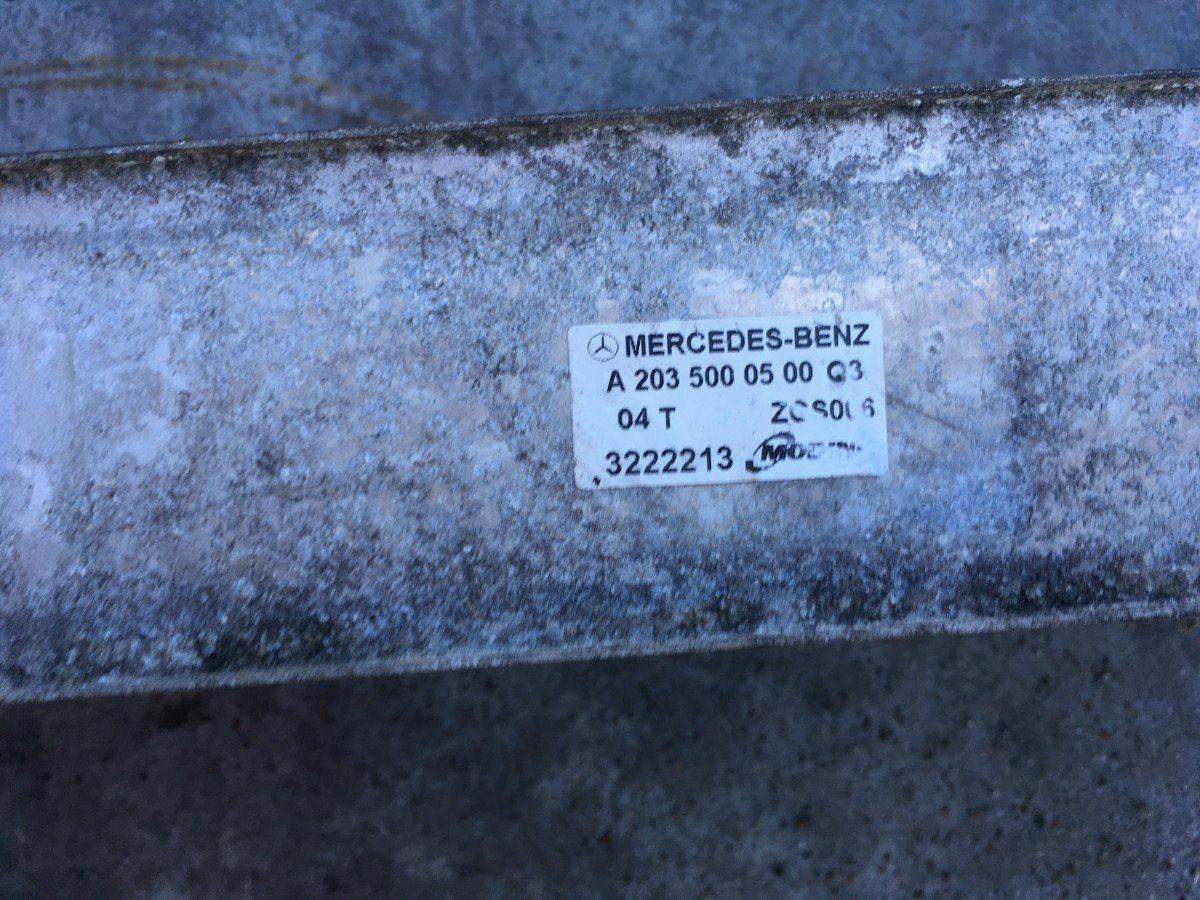 MERCEDES-BENZ
A 203 500 05 00 Q3
04 T
3222213